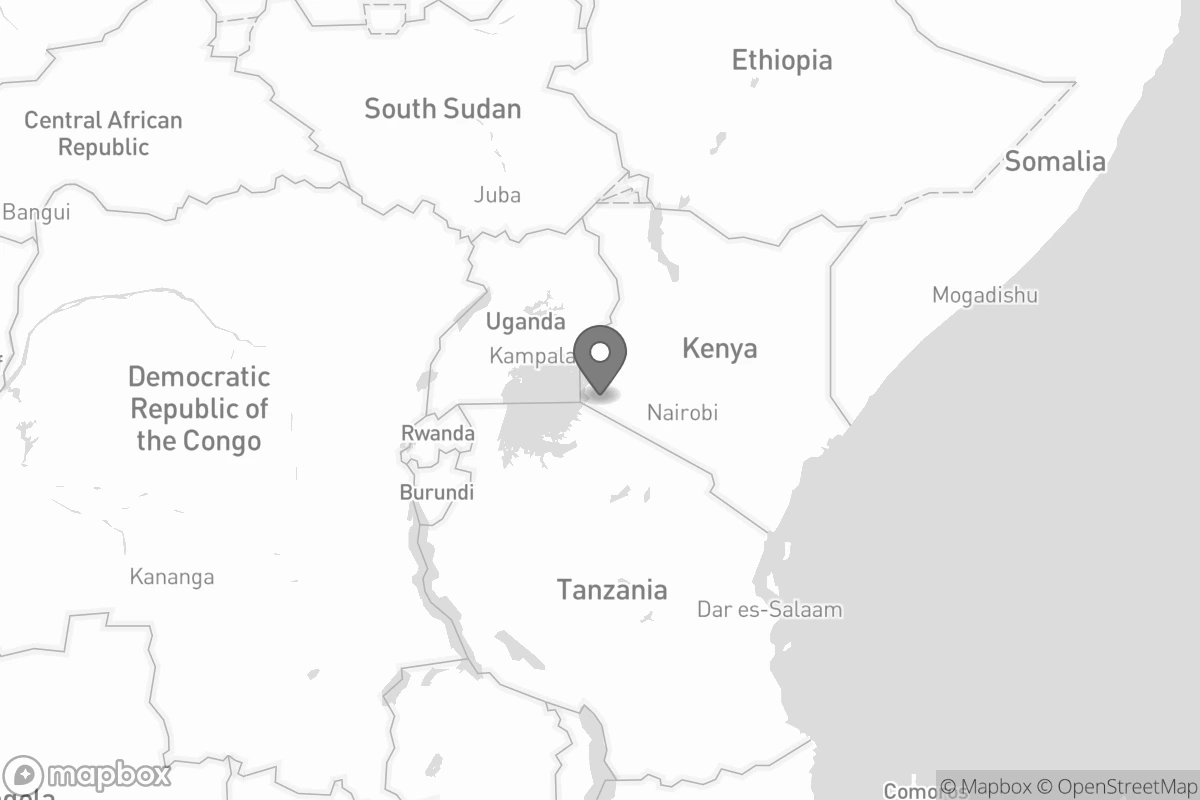 Ethiopia
South Sudan
Central African
Republic
Somalia
Juba
Bangui
Mogadishu
Uganda
Kampala
Kenya
Democratic
Republic of
the Congo
Nairobi
Rwanda
Burundi
Kananga
Tanzania
Dar es-Salaam
mapbox
© Mapbox © OpenStreetMap